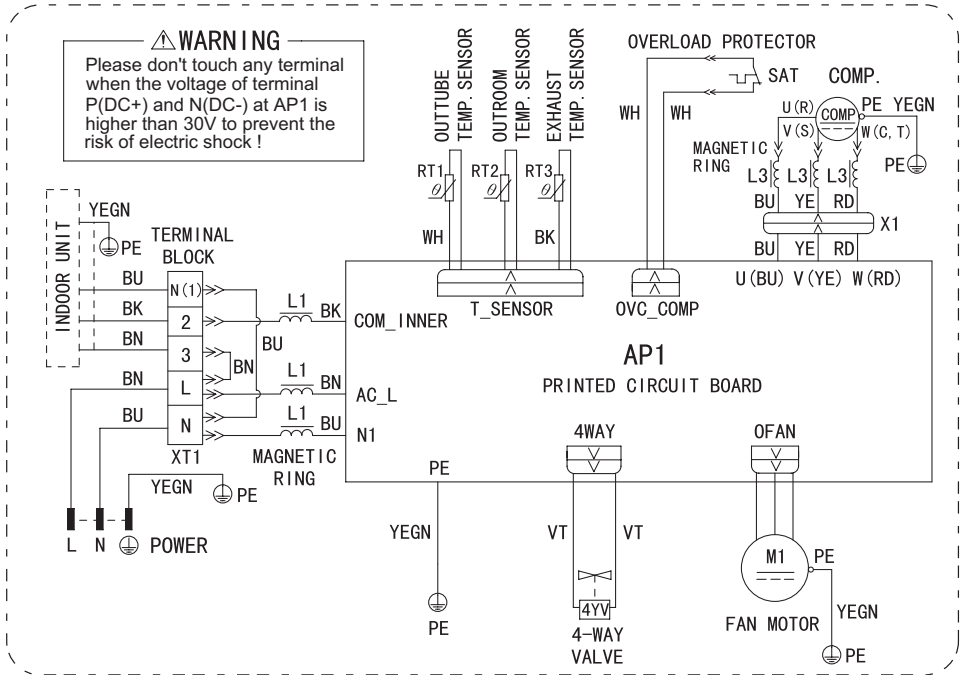 WARNING
Please don't touch any terminal
when the voltage of terminal
P(DC+) and N(DC-) at AP1 is
higher than 30V to prevent the
risk of electric shock !
OUTTUBE
TEMP. SENSOR
OUTROOM
TEMP. SENSOR
EXHAUST
TEMP. SENSOR
OVERLOAD PROTECTOR
SAT
COMP.
WH
WH
U(R)
COMP
PE YEGN
V(S)
W(C, T)
MAGNETIC
RING
PE
RT1
RT2
RT3
θ
θ
θ
L3
L3
L3
BU
YE
RD
X1
WH
BK
BU
YE
RD
U(BU) V(YE) W(RD)
T_SENSOR
OVC_COMP
INDOOR UNIT
YEGN
PE
TERMINAL
BLOCK
BU
N(1)
BK
2
L1
BK
COM_INNER
BU
BN
3
BN
BN
L
L1
BN
AC_L
BU
N
L1
BU
N1
XT1
MAGNETIC
RING
YEGN
PE
L
N
POWER
AP1
PRINTED CIRCUIT BOARD
4WAY
OFAN
PE
YEGN
PE
VT
VT
4YV
4-WAY
VALVE
M1
PE
YEGN
FAN MOTOR
PE